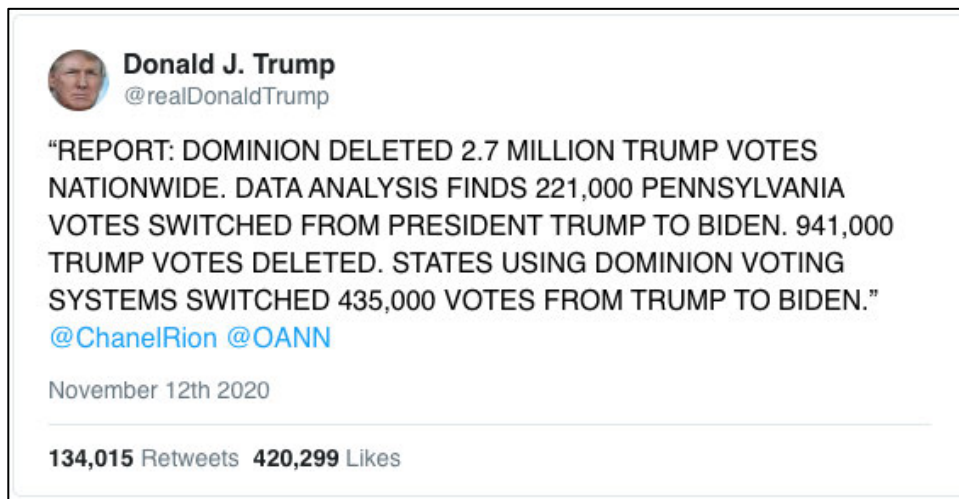 Donald J. Trump
@realDonaldTrump
“REPORT: DOMINION DELETED 2.7 MILLION TRUMP VOTES
NATIONWIDE. DATA ANALYSIS FINDS 221,000 PENNSYLVANIA
VOTES SWITCHED FROM PRESIDENT TRUMP TO BIDEN. 941,000
TRUMP VOTES DELETED. STATES USING DOMINION VOTING
SYSTEMS SWITCHED 435,000 VOTES FROM TRUMP TO BIDEN.”
@ChanelRion @OANN
November 12th 2020
134,015 Retweets 420,299 Likes